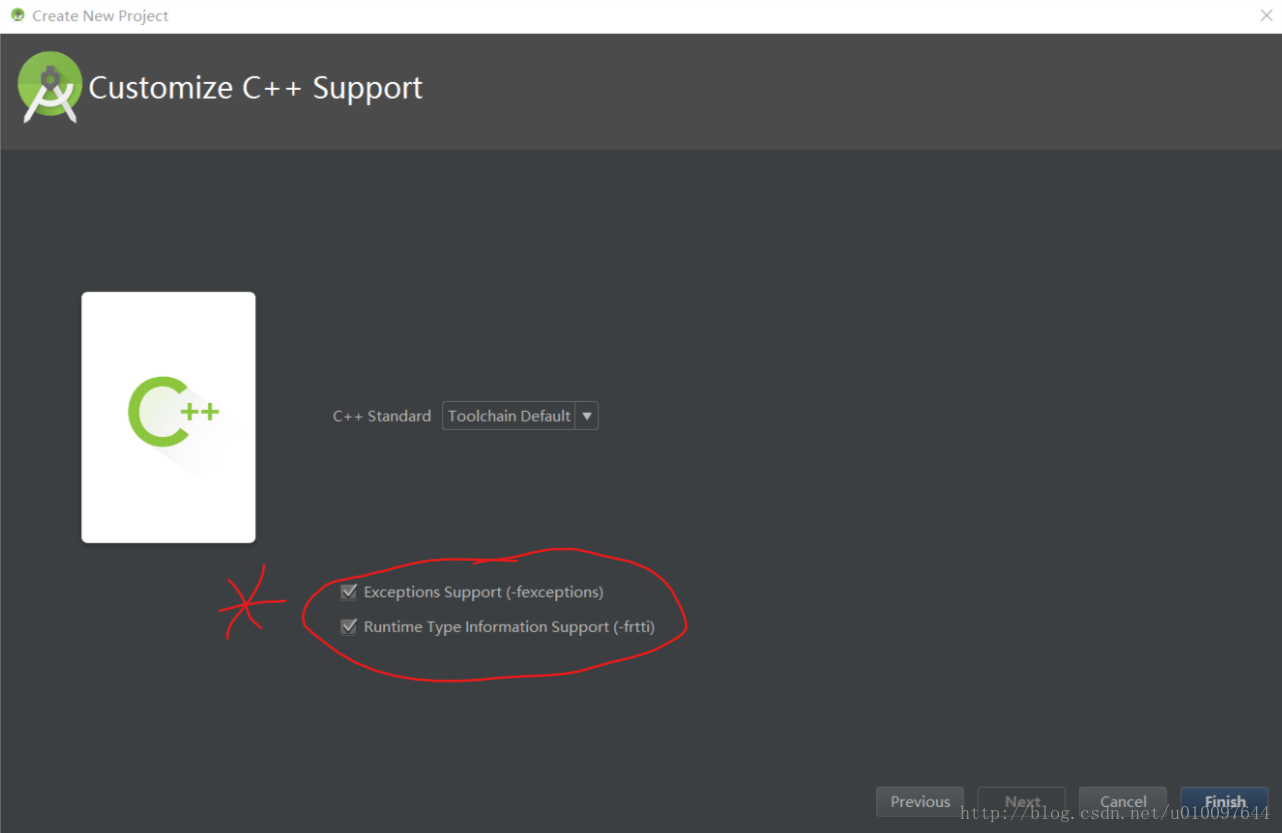 Create New Project
Customize C++ Support
C++
C++ Standard Toolchain Default
Exceptions Support (-fexceptions)
Runtime Type Information Support (-frtti)
Previous Next Cancel Finish
http://blog.csdn.net/u010097644